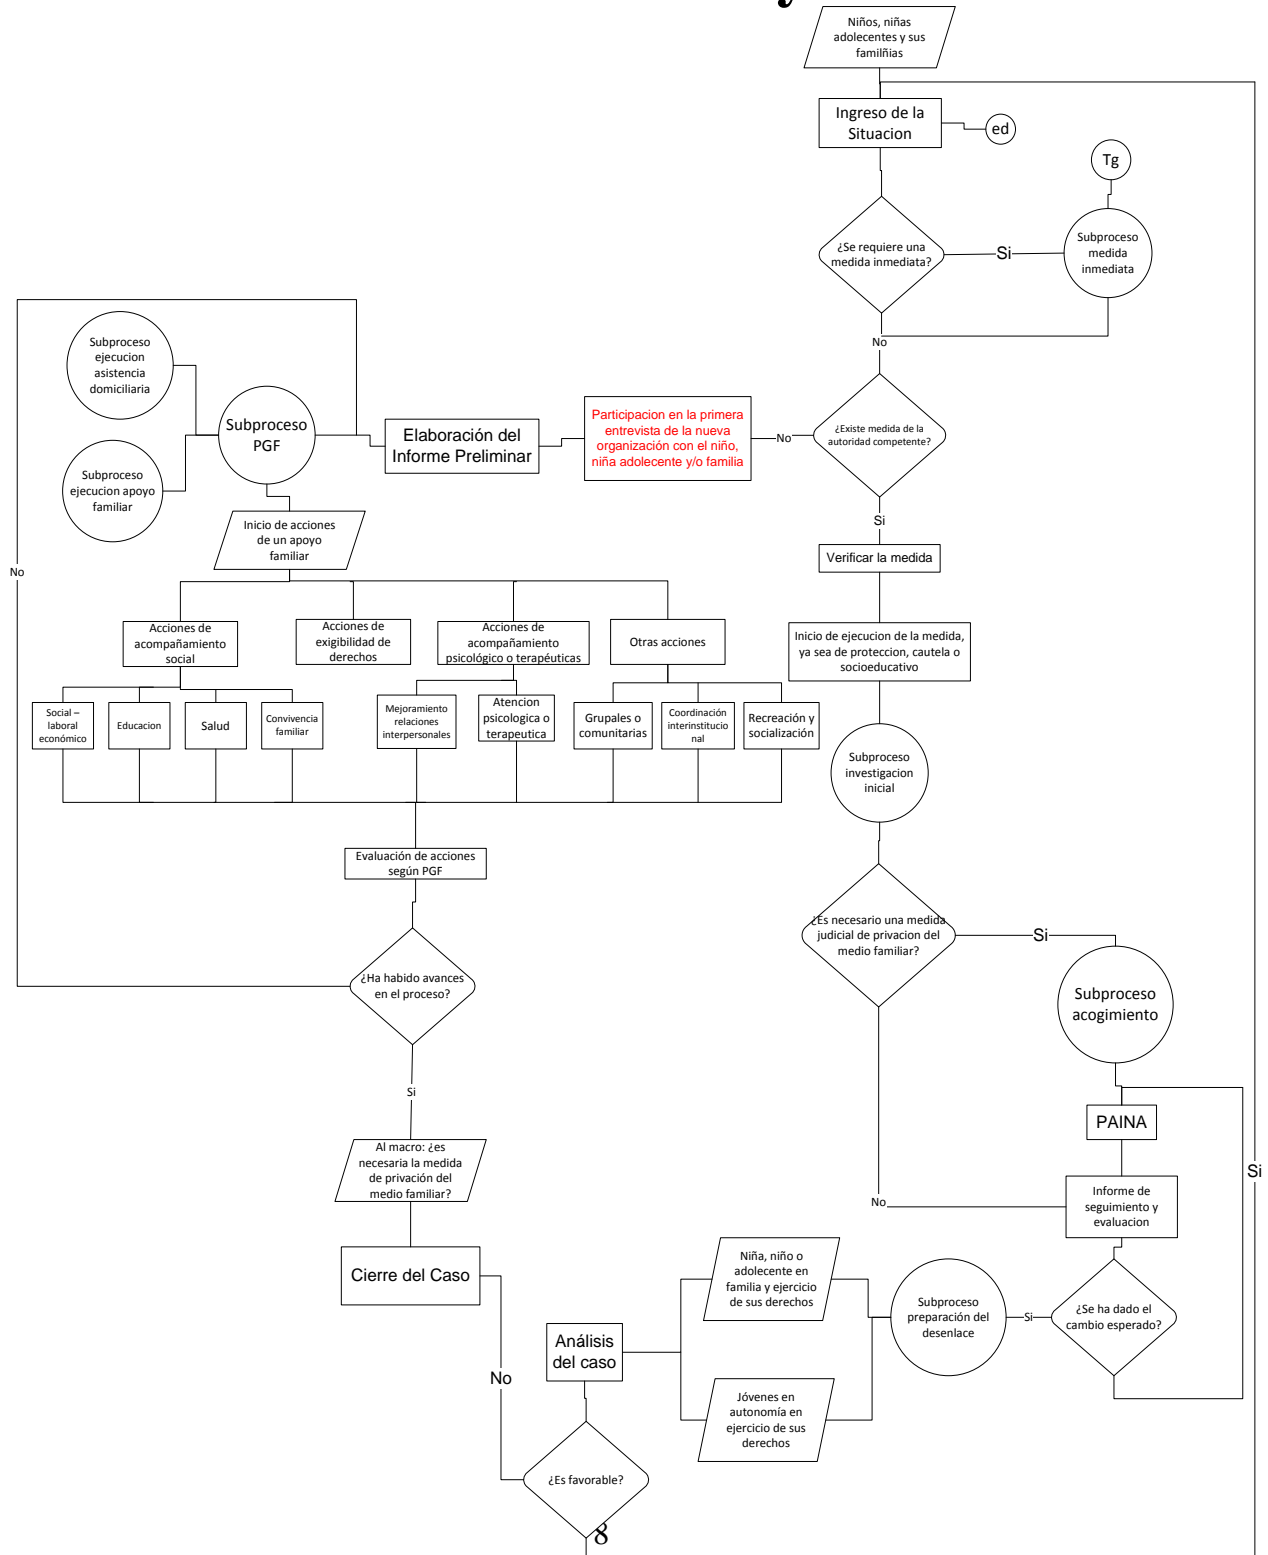 y
Niños, niñas
adolecentes y sus
familñias
Ingreso de la
Situacion
ed
Tg
¿Se requiere una
medida inmediata?
Si
Subproceso
medida
inmediata
No
Subproceso
ejecucion
asistencia
domiciliaria
Subproceso
PGF
Subproceso
ejecucion apoyo
familiar
Elaboración del
Informe Preliminar
Participacion en la primera
entrevista de la nueva
organización con el niño,
niña adolecente y/o familia
No
¿Existe medida de la
autoridad competente?
Si
Inicio de acciones
de un apoyo
familiar
Verificar la medida
No
Acciones de
acompañamiento
social
Acciones de
exigibilidad de
derechos
Acciones de
acompañamiento
psicológico o terapéuticas
Otras acciones
Inicio de ejecucion de la medida,
ya sea de proteccion, cautela o
socioeducativo
Social –
laboral
económico
Educacion
Salud
Convivencia
familiar
Mejoramiento
relaciones
interpersonales
Atencion
psicologica o
terapeutica
Grupales o
comunitarias
Coordinación
interinstitucio
nal
Recreación y
socialización
Subproceso
investigacion
inicial
Evaluación de acciones
según PGF
¿Es necesario una medida
judicial de privacion del
medio familiar?
Si
¿Ha habido avances
en el proceso?
Subproceso
acogimiento
Si
PAINA
Al macro: ¿es
necesaria la medida
de privación del
medio familiar?
Si
No
Informe de
seguimiento y
evaluacion
Cierre del Caso
Niña, niño o
adolecente en
familia y ejercicio
de sus derechos
Subproceso
preparación del
desenlace
Si
¿Se ha dado el
cambio esperado?
Análisis
del caso
No
Jóvenes en
autonomía en
ejercicio de sus
derechos
¿Es favorable?
8